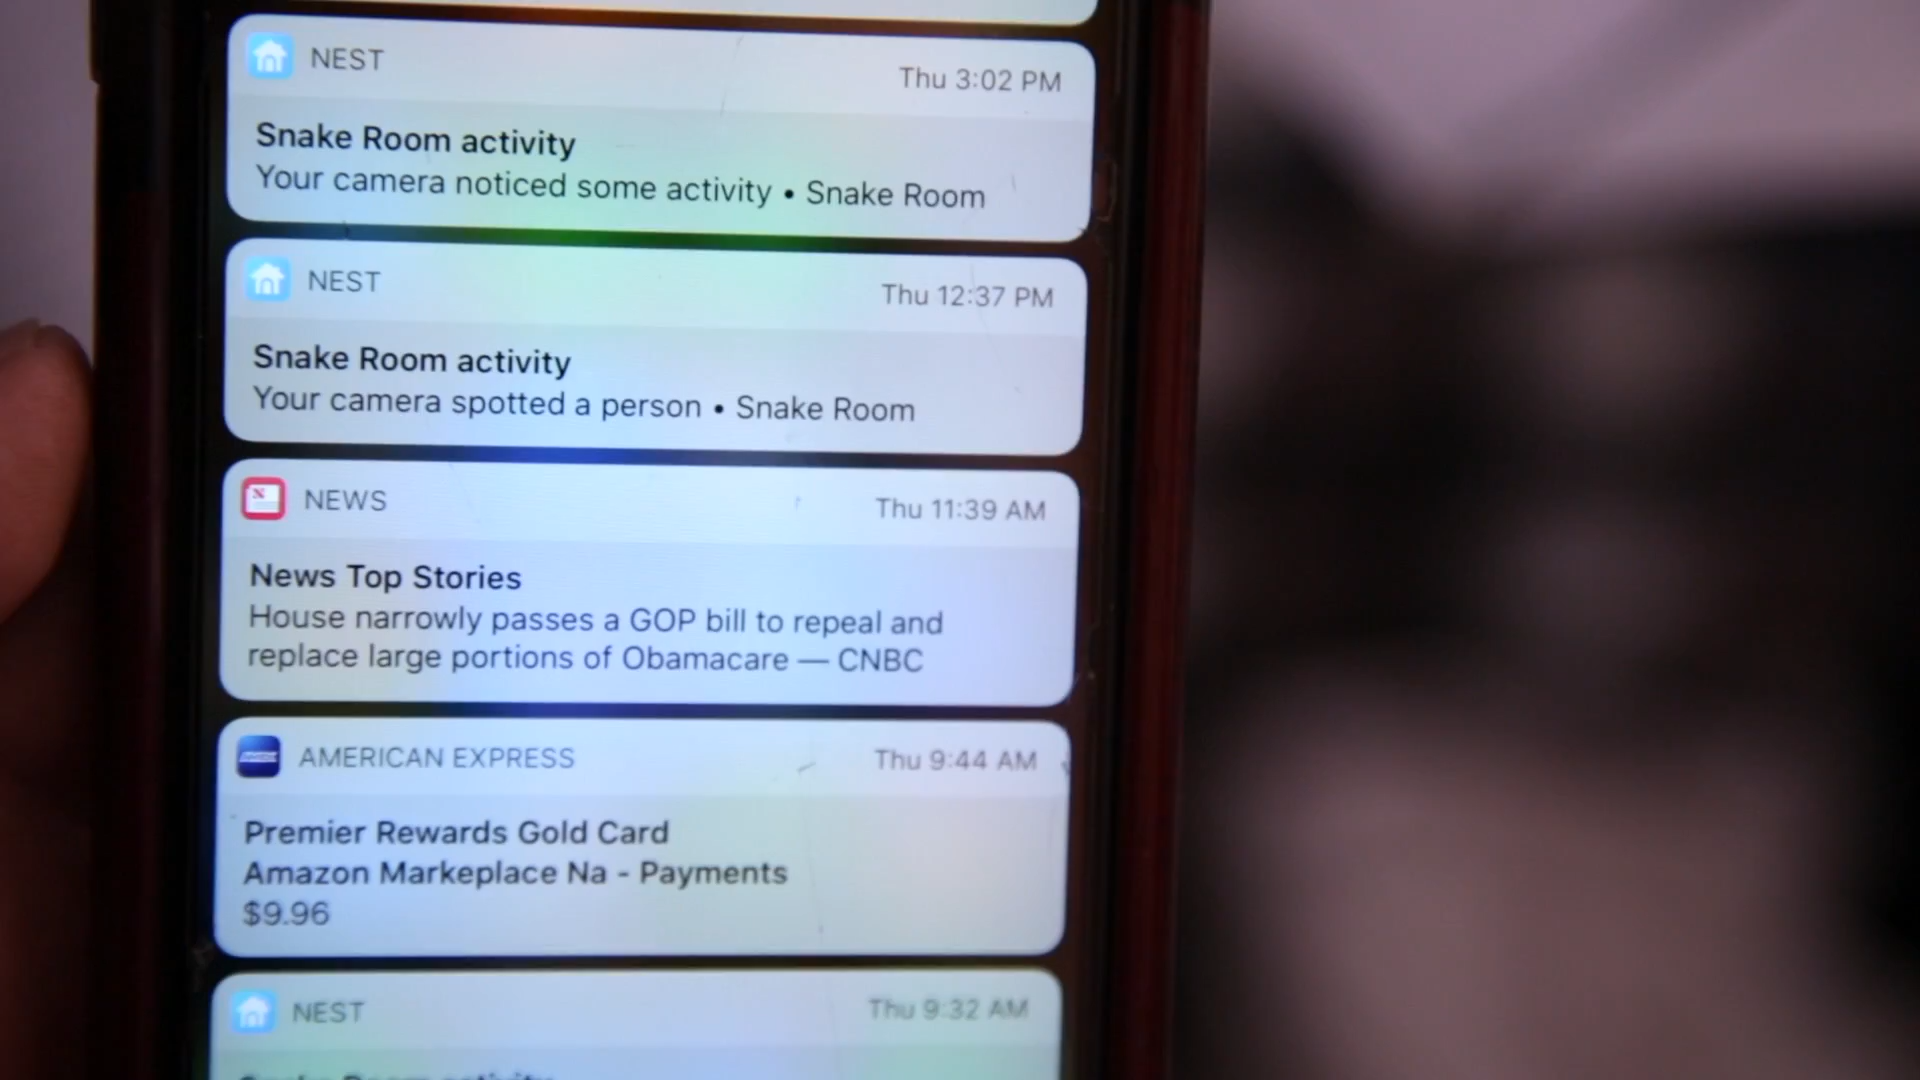 NEST
Thu 3:02 PM
Snake Room activity
Your camera noticed some activity • Snake Room
NEST
Thu 12:37 PM
Snake Room activity
Your camera spotted a person • Snake Room
NEWS
Thu 11:39 AM
News Top Stories
House narrowly passes a GOP bill to repeal and
replace large portions of Obamacare — CNBC
AMERICAN EXPRESS
Thu 9:44 AM
Premier Rewards Gold Card
Amazon Markeplace Na - Payments
$9.96
NEST
Thu 9:32 AM